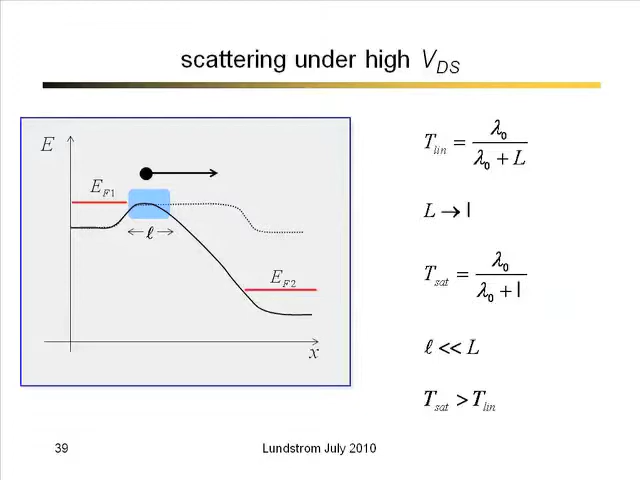 scattering under high V_DS
E
E_F1
ℓ
E_F2
x
T_lin = λ_0 / (λ_0 + L)
L → l
T_sat = λ_0 / (λ_0 + l)
ℓ << L
T_sat > T_lin
39
Lundstrom July 2010